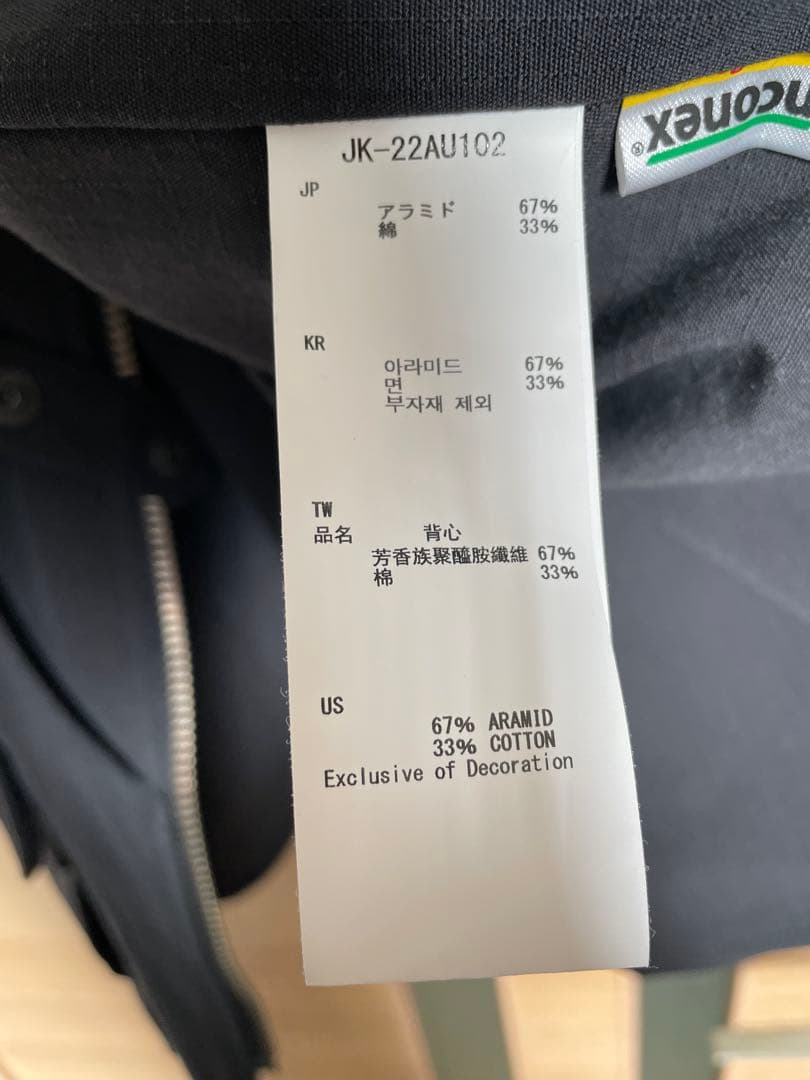 JK-22AU102
JP
アラミド 67%
綿 33%
KR
아라미드 67%
면 33%
부자재 제외
TW
品名 背心
芳香族聚醯胺纖維 67%
棉 33%
US
67% ARAMID
33% COTTON
Exclusive of Decoration
nconex®